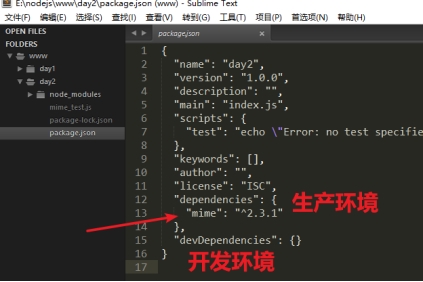 E:\nodejs\www\day2\package.json (www) - Sublime Text
文件(F) 编辑(E) 选择(S) 查找(I) 查看(V) 转到(G) 工具(T) 项目(P) 首选项(N) 帮助(H)
OPEN FILES
FOLDERS
www
day1
day2
node_modules
mime_test.js
package-lock.json
package.json
package.json ×
1 {
2 "name": "day2",
3 "version": "1.0.0",
4 "description": "",
5 "main": "index.js",
6 "scripts": {
7 "test": "echo \"Error: no test specifie
8 },
9 "keywords": [],
10 "author": "",
11 "license": "ISC",
12 "dependencies": {
生产环境
13 "mime": "^2.3.1"
14 },
15 "devDependencies": {}
16 }
开发环境
17